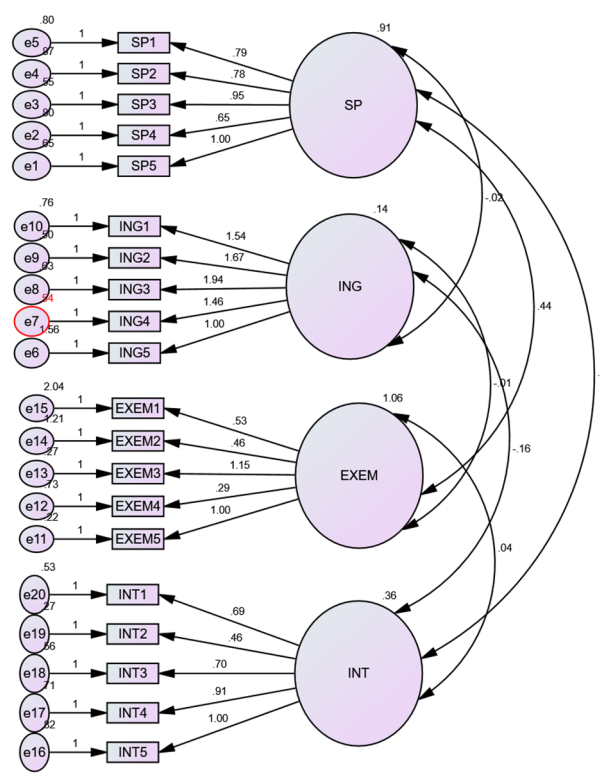 .80
e5 1 SP1 .79 .91
.97
e4 1 SP2 .78
.55
e3 1 SP3 .95 SP
.80
e2 1 SP4 .65
.65
e1 1 SP5 1.00
-.02
.76
e10 1 ING1 1.54 .14
.50
e9 1 ING2 1.67
.63
e8 1 ING3 1.94 ING
.54
e7 1 ING4 1.46 .44
1.56
e6 1 ING5 1.00
-.01
2.04
e15 1 EXEM1 .53 1.06
1.21
e14 1 EXEM2 .46 -.16
.27
e13 1 EXEM3 1.15 EXEM
.73
e12 1 EXEM4 .29
.22
e11 1 EXEM5 1.00
.04
.53
e20 1 INT1 .69 .36
.27
e19 1 INT2 .46
.56
e18 1 INT3 .70 INT
.71
e17 1 INT4 .91
.82
e16 1 INT5 1.00